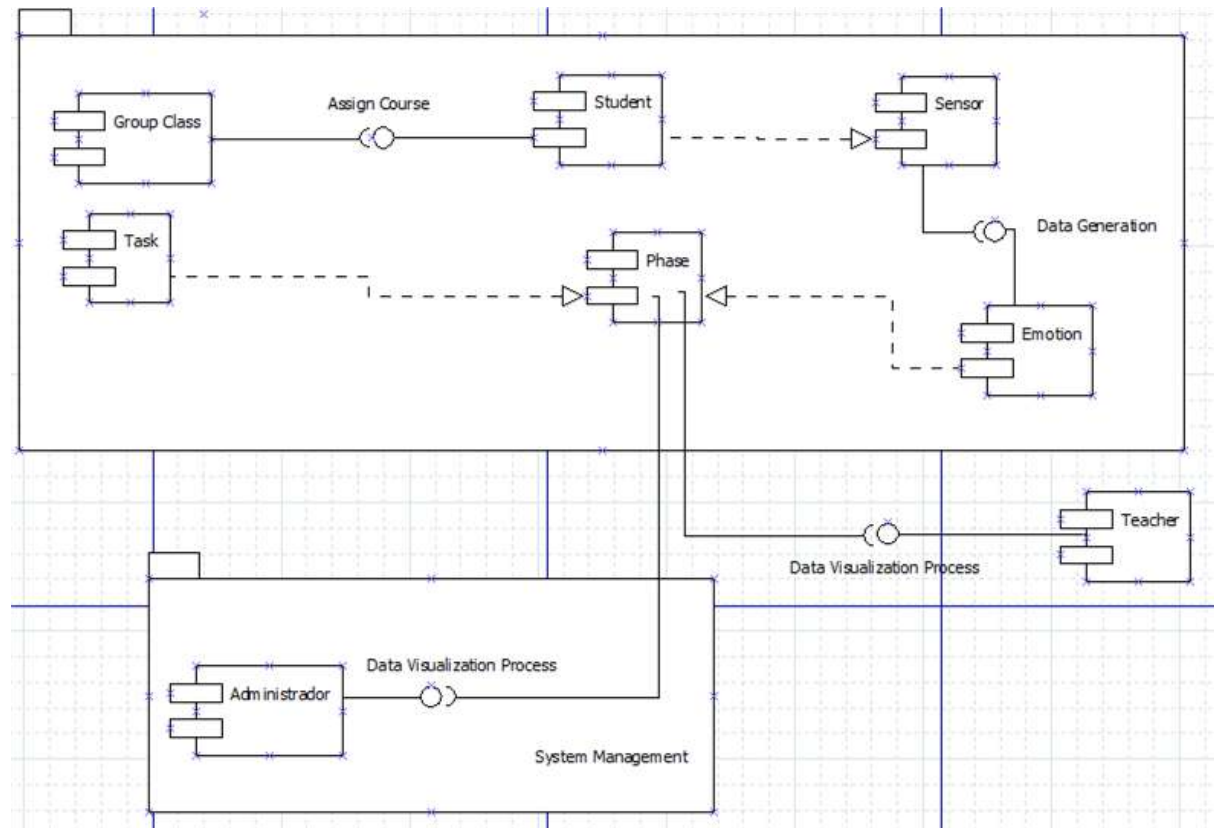 Group Class
Assign Course
Student
Sensor
Task
Phase
Data Generation
Emotion
Teacher
Data Visualization Process
Data Visualization Process
Administrador
System Management